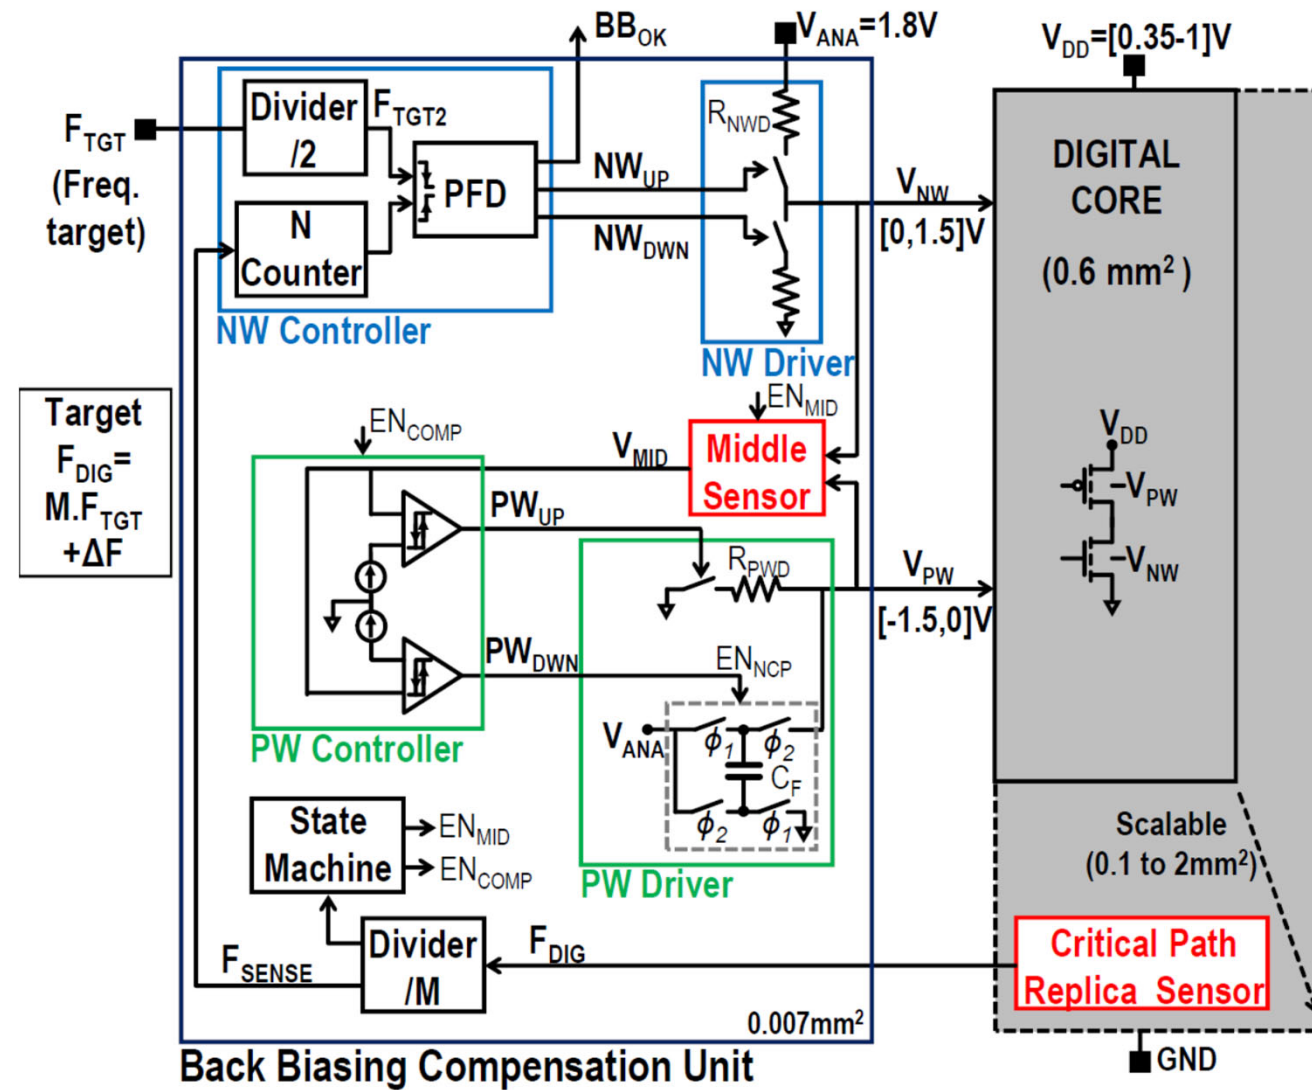 BB_OK
V_ANA=1.8V
V_DD=[0.35-1]V
F_TGT
(Freq.
target)
Divider
/2
F_TGT2
N
Counter
PFD
NW_UP
NW_DWN
NW Controller
R_NWD
NW Driver
V_NW
[0,1.5]V
DIGITAL
CORE
(0.6 mm²)
Target
F_DIG=
M.F_TGT
+ΔF
EN_COMP
V_MID
EN_MID
Middle
Sensor
PW_UP
PW_DWN
PW Controller
R_PWD
EN_NCP
V_ANA
ϕ1
ϕ2
C_F
ϕ2
ϕ1
PW Driver
V_PW
[-1.5,0]V
V_DD
V_PW
V_NW
State
Machine
EN_MID
EN_COMP
Divider
/M
F_SENSE
F_DIG
0.007mm²
Back Biasing Compensation Unit
Scalable
(0.1 to 2mm²)
Critical Path
Replica Sensor
GND